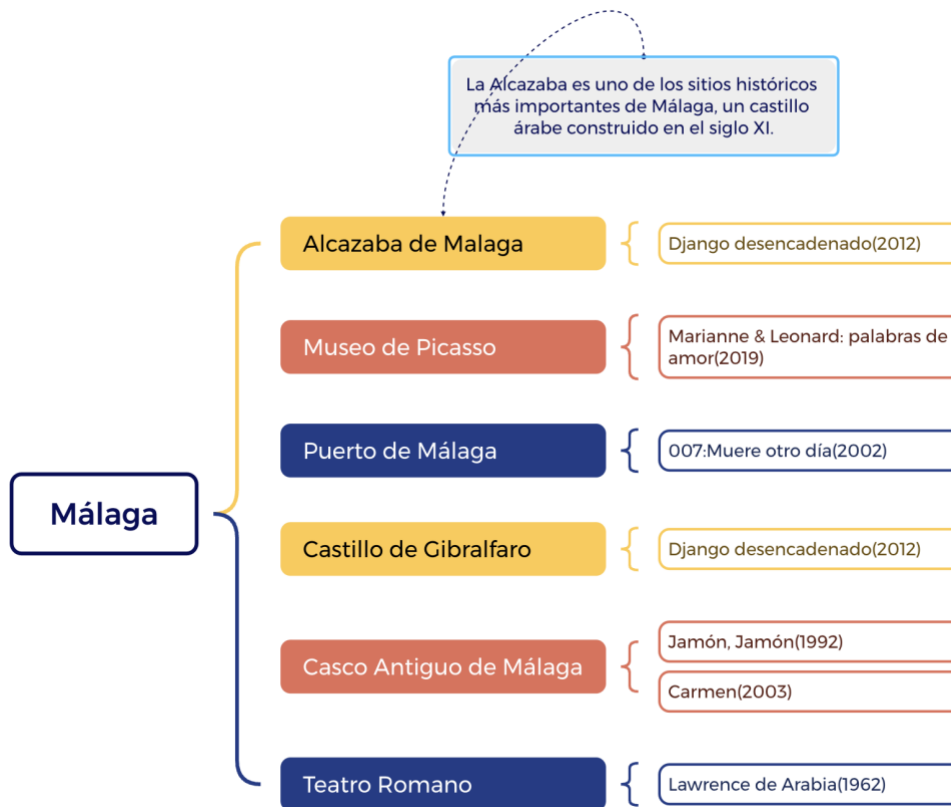 La Alcazaba es uno de los sitios históricos
más importantes de Málaga, un castillo
árabe construido en el siglo XI.
Málaga
Alcazaba de Malaga
Django desencadenado(2012)
Museo de Picasso
Marianne & Leonard: palabras de
amor(2019)
Puerto de Málaga
007:Muere otro día(2002)
Castillo de Gibralfaro
Django desencadenado(2012)
Casco Antiguo de Málaga
Jamón, Jamón(1992)
Carmen(2003)
Teatro Romano
Lawrence de Arabia(1962)